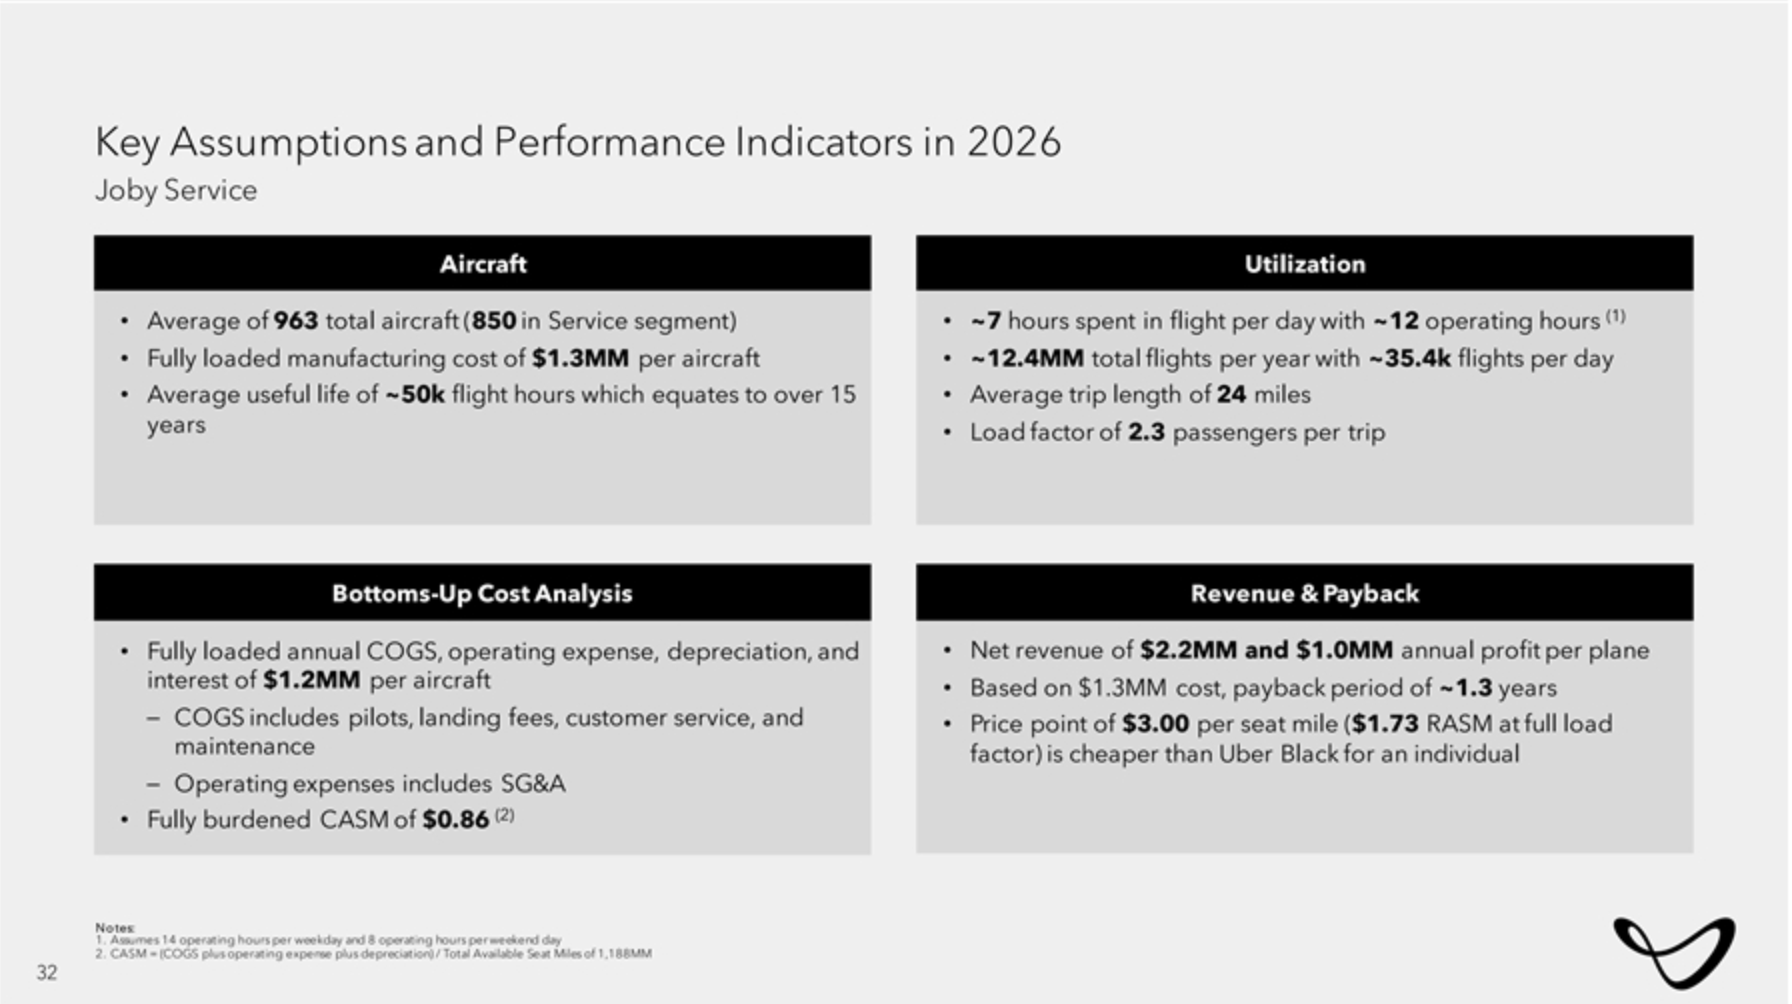 Key Assumptions and Performance Indicators in 2026
Joby Service
Aircraft
• Average of 963 total aircraft (850 in Service segment)
• Fully loaded manufacturing cost of $1.3MM per aircraft
• Average useful life of ~50k flight hours which equates to over 15
years
Utilization
• ~7 hours spent in flight per day with ~12 operating hours (1)
• ~12.4MM total flights per year with ~35.4k flights per day
• Average trip length of 24 miles
• Load factor of 2.3 passengers per trip
Bottoms-Up Cost Analysis
• Fully loaded annual COGS, operating expense, depreciation, and
interest of $1.2MM per aircraft
– COGS includes pilots, landing fees, customer service, and
maintenance
– Operating expenses includes SG&A
• Fully burdened CASM of $0.86 (2)
Revenue & Payback
• Net revenue of $2.2MM and $1.0MM annual profit per plane
• Based on $1.3MM cost, payback period of ~1.3 years
• Price point of $3.00 per seat mile ($1.73 RASM at full load
factor) is cheaper than Uber Black for an individual
Notes:
1. Assumes 14 operating hours per weekday and 8 operating hours per weekend day
2. CASM = (COGS plus operating expense plus depreciation) / Total Available Seat Miles of 1,188MM
32